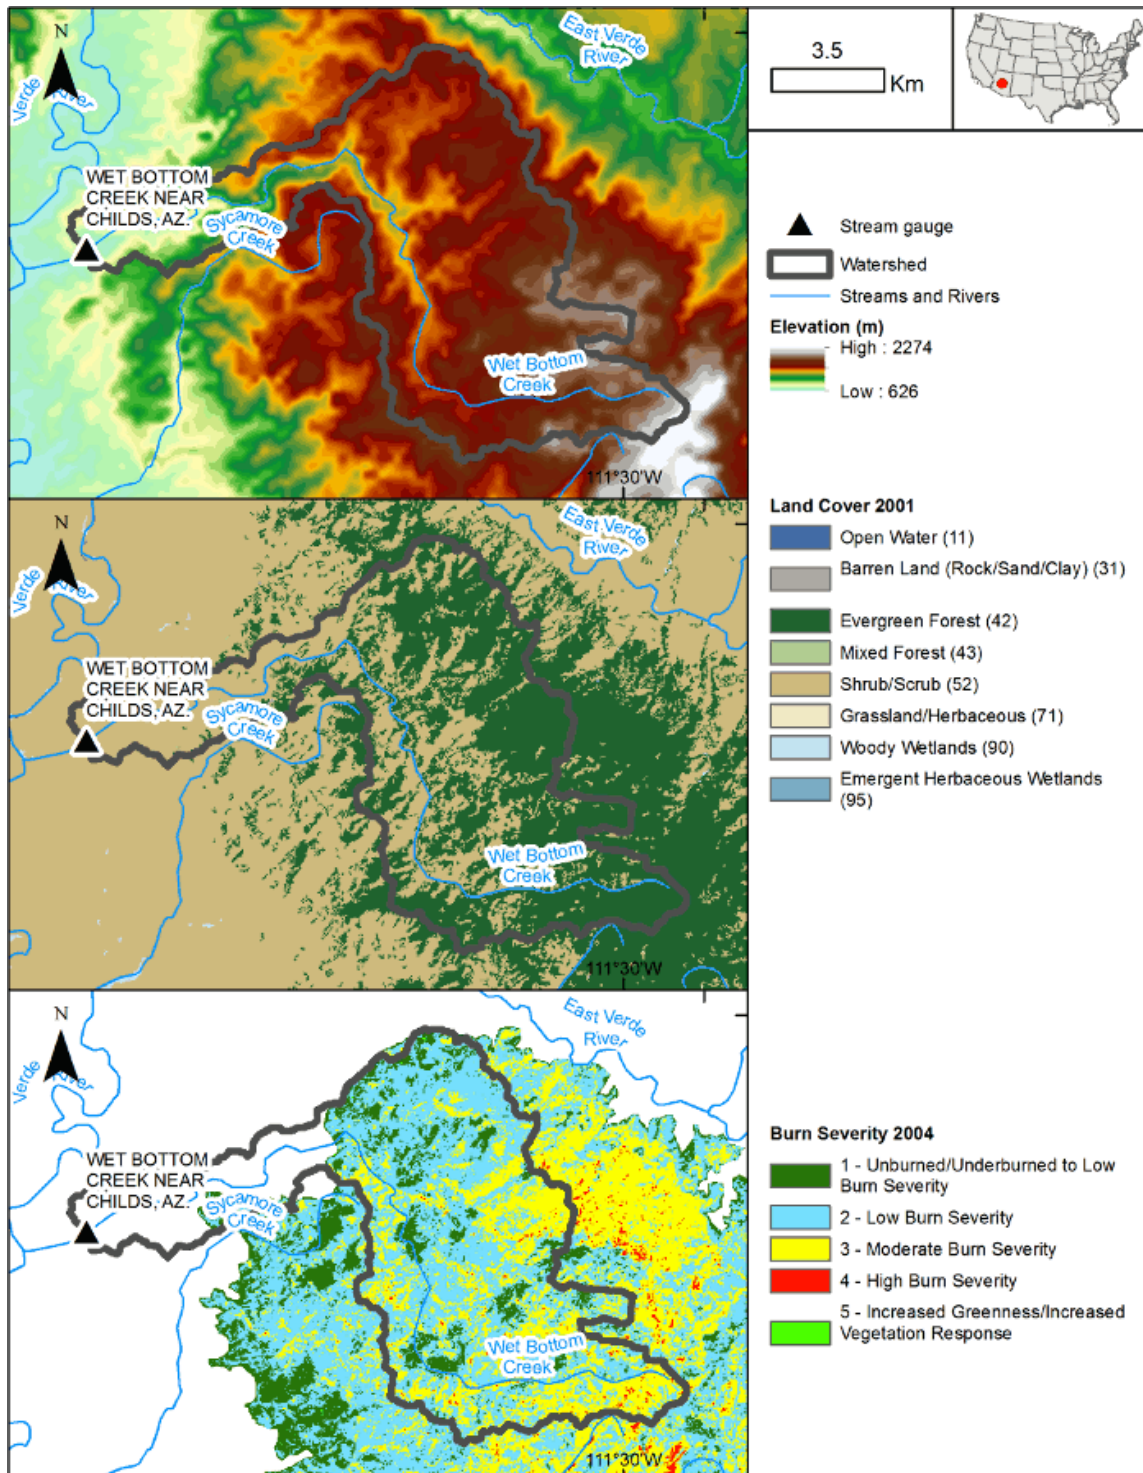 N
East Verde
River
Verde
River
WET BOTTOM
CREEK NEAR
CHILDS, AZ.
Sycamore
Creek
Wet Bottom
Creek
111°30'W
3.5
Km
Stream gauge
Watershed
Streams and Rivers
Elevation (m)
High : 2274
Low : 626
N
East Verde
River
Verde
River
WET BOTTOM
CREEK NEAR
CHILDS, AZ.
Sycamore
Creek
Wet Bottom
Creek
111°30'W
Land Cover 2001
Open Water (11)
Barren Land (Rock/Sand/Clay) (31)
Evergreen Forest (42)
Mixed Forest (43)
Shrub/Scrub (52)
Grassland/Herbaceous (71)
Woody Wetlands (90)
Emergent Herbaceous Wetlands
(95)
N
East Verde
River
Verde
River
WET BOTTOM
CREEK NEAR
CHILDS, AZ.
Sycamore
Creek
Wet Bottom
Creek
111°30'W
Burn Severity 2004
1 - Unburned/Underburned to Low
Burn Severity
2 - Low Burn Severity
3 - Moderate Burn Severity
4 - High Burn Severity
5 - Increased Greenness/Increased
Vegetation Response